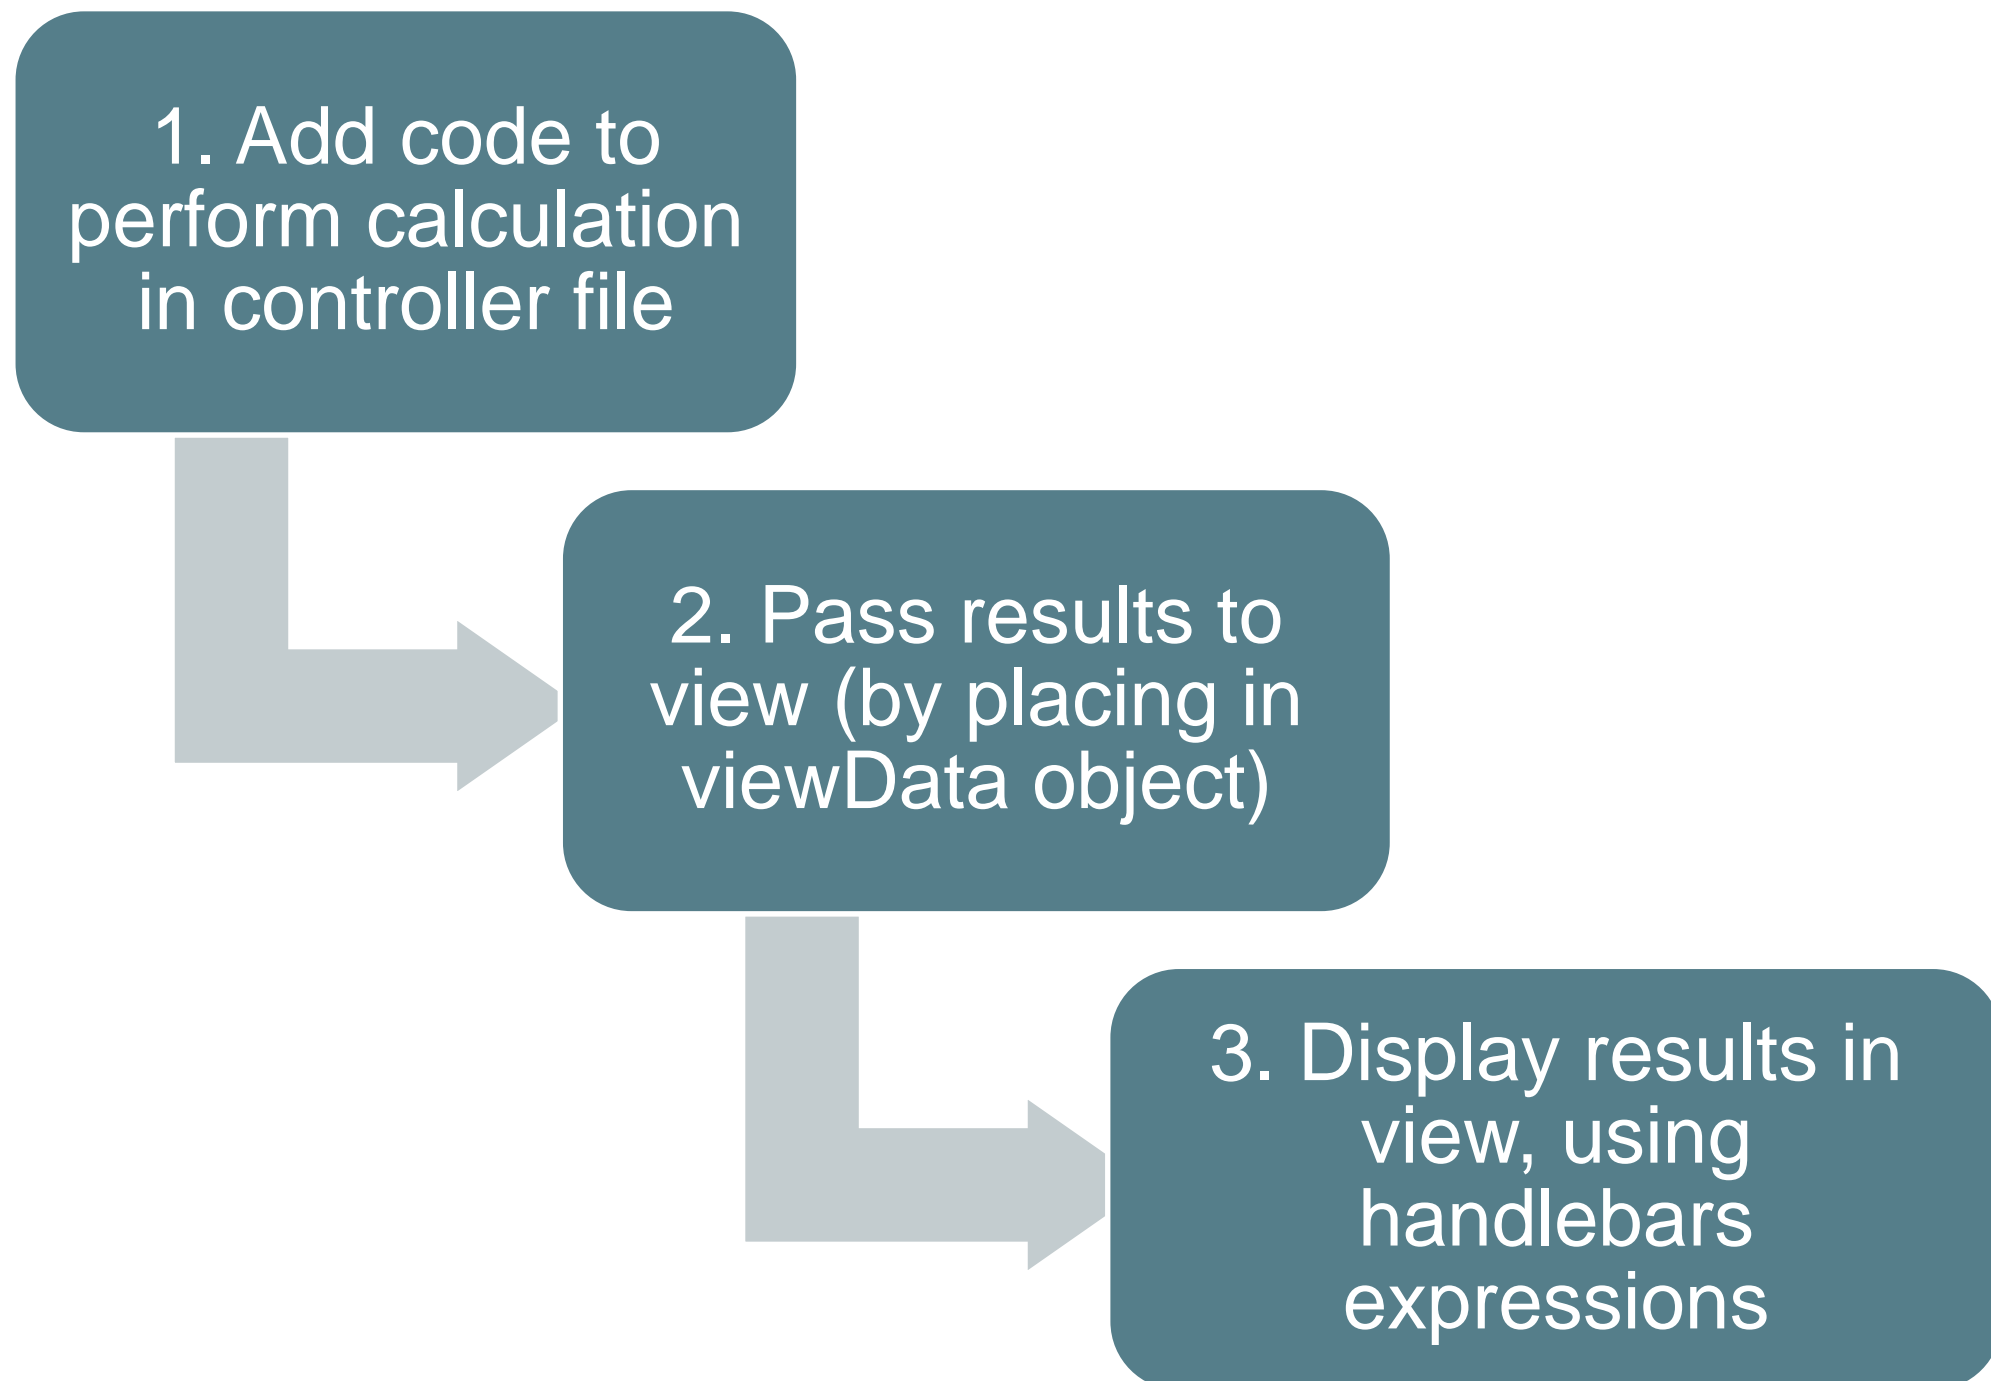 1. Add code to
perform calculation
in controller file
2. Pass results to
view (by placing in
viewData object)
3. Display results in
view, using
handlebars
expressions